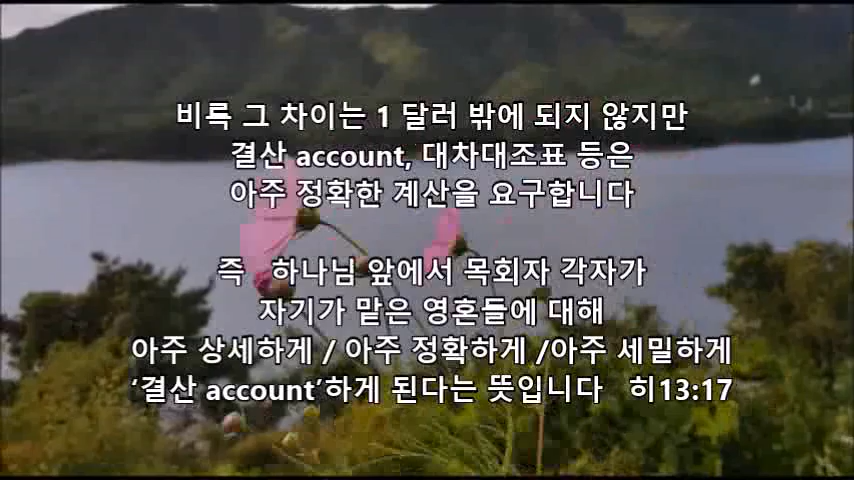 비록 그 차이는 1 달러 밖에 되지 않지만
결산 account, 대차대조표 등은
아주 정확한 계산을 요구합니다
즉 하나님 앞에서 목회자 각자가
자기가 맡은 영혼들에 대해
아주 상세하게 / 아주 정확하게 /아주 세밀하게
‘결산 account’하게 된다는 뜻입니다 히13:17